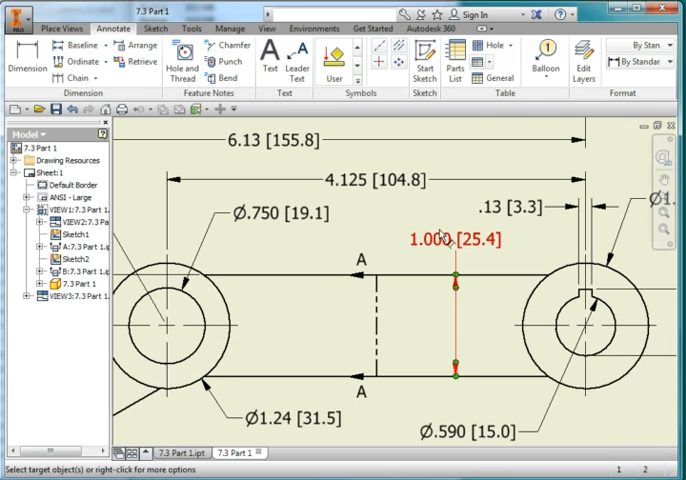 7.3 Part 1
Sign In
PRO
Place Views
Annotate
Sketch
Tools
Manage
View
Environments
Get Started
Autodesk 360
Dimension
Baseline
Ordinate
Chain
Arrange
Retrieve
Dimension
Hole and
Thread
Chamfer
Punch
Bend
Feature Notes
Text
Leader
Text
Text
User
Symbols
Start
Sketch
Sketch
Parts
List
Hole
General
Table
Balloon
Edit
Layers
By Stan
By Standar
Format
Model
7.3 Part 1
Drawing Resources
Sheet:1
Default Border
ANSI - Large
VIEW1:7.3 Part 1.
VIEW2:7.3 Pa
Sketch1
A:7.3 Part 1.ip
Sketch2
B:7.3 Part 1.ip
7.3 Part 1
VIEW3:7.3 Part 1.
6.13 [155.8]
4.125 [104.8]
.13 [3.3]
Ø.750 [19.1]
Ø1.
1.000 [25.4]
A
A
Ø1.24 [31.5]
Ø.590 [15.0]
7.3 Part 1.ipt
7.3 Part 1
Select target object(s) or right-click for more options
1
2